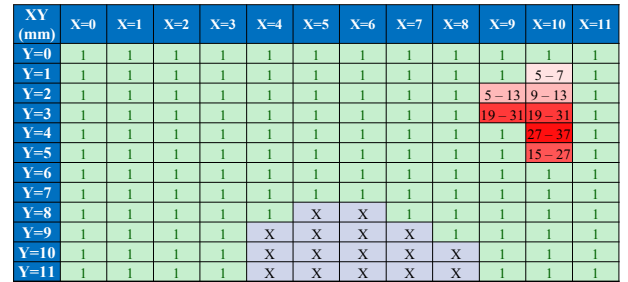 XY (mm) X=0 X=1 X=2 X=3 X=4 X=5 X=6 X=7 X=8 X=9 X=10 X=11
Y=0 1 1 1 1 1 1 1 1 1 1 1 1
Y=1 1 1 1 1 1 1 1 1 1 1 5 – 7 1
Y=2 1 1 1 1 1 1 1 1 1 5 – 13 9 – 13 1
Y=3 1 1 1 1 1 1 1 1 1 19 – 31 19 – 31 1
Y=4 1 1 1 1 1 1 1 1 1 1 27 – 37 1
Y=5 1 1 1 1 1 1 1 1 1 1 15 – 27 1
Y=6 1 1 1 1 1 1 1 1 1 1 1 1
Y=7 1 1 1 1 1 1 1 1 1 1 1 1
Y=8 1 1 1 1 1 X X 1 1 1 1 1
Y=9 1 1 1 1 X X X X 1 1 1 1
Y=10 1 1 1 1 X X X X X 1 1 1
Y=11 1 1 1 1 X X X X X 1 1 1